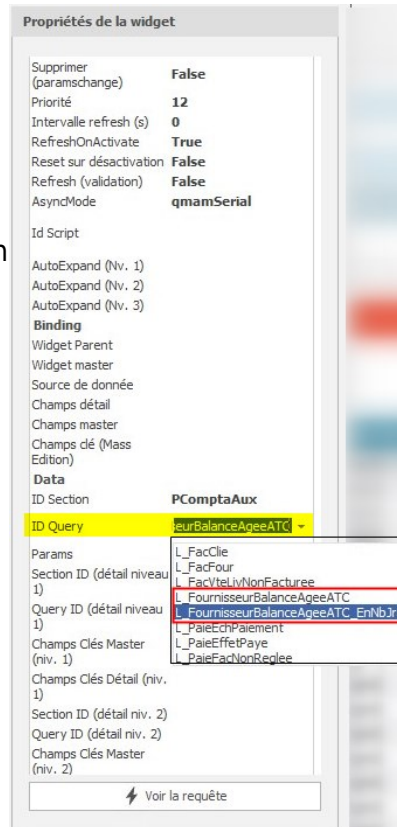 Propriétés de la widget
Supprimer
(paramschange) False
Priorité 12
Intervalle refresh (s) 0
RefreshOnActivate True
Reset sur désactivation False
Refresh (validation) False
AsyncMode qmamSerial
Id Script
n
AutoExpand (Nv. 1)
AutoExpand (Nv. 2)
AutoExpand (Nv. 3)
Binding
Widget Parent
Widget master
Source de donnée
Champs détail
Champs master
Champs clé (Mass
Edition)
Data
ID Section PComptaAux
ID Query seurBalanceAgeeATC
Params
L_FacClie
L_FacFour
L_FacVteLivNonFacturee
L_FournisseurBalanceAgeeATC
L_FournisseurBalanceAgeeATC_EnNbJr
L_PaieEchPaiement
L_PaieEffetPaye
L_PaieFacNonReglee
Section ID (détail niveau
1)
Query ID (détail niveau
1)
Champs Clés Master
(niv. 1)
Champs Clés Détail (niv.
1)
Section ID (détail niv. 2)
Query ID (détail niv. 2)
Champs Clés Master
(niv. 2)
Voir la requête